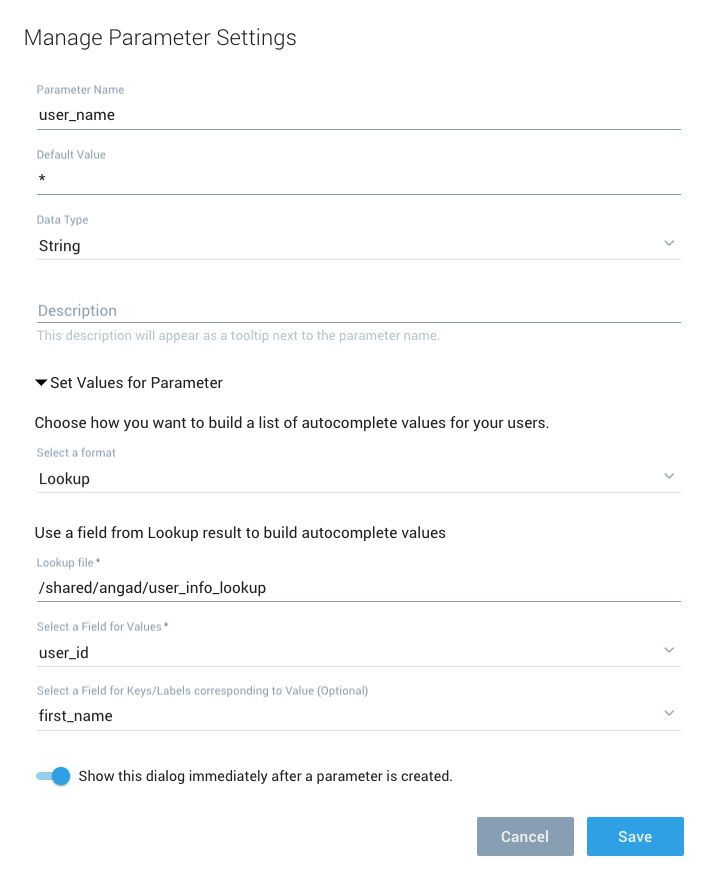 Manage Parameter Settings
Parameter Name
user_name
Default Value
*
Data Type
String
Description
This description will appear as a tooltip next to the parameter name.
Set Values for Parameter
Choose how you want to build a list of autocomplete values for your users.
Select a format
Lookup
Use a field from Lookup result to build autocomplete values
Lookup file *
/shared/angad/user_info_lookup
Select a Field for Values *
user_id
Select a Field for Keys/Labels corresponding to Value (Optional)
first_name
Show this dialog immediately after a parameter is created.
Cancel Save